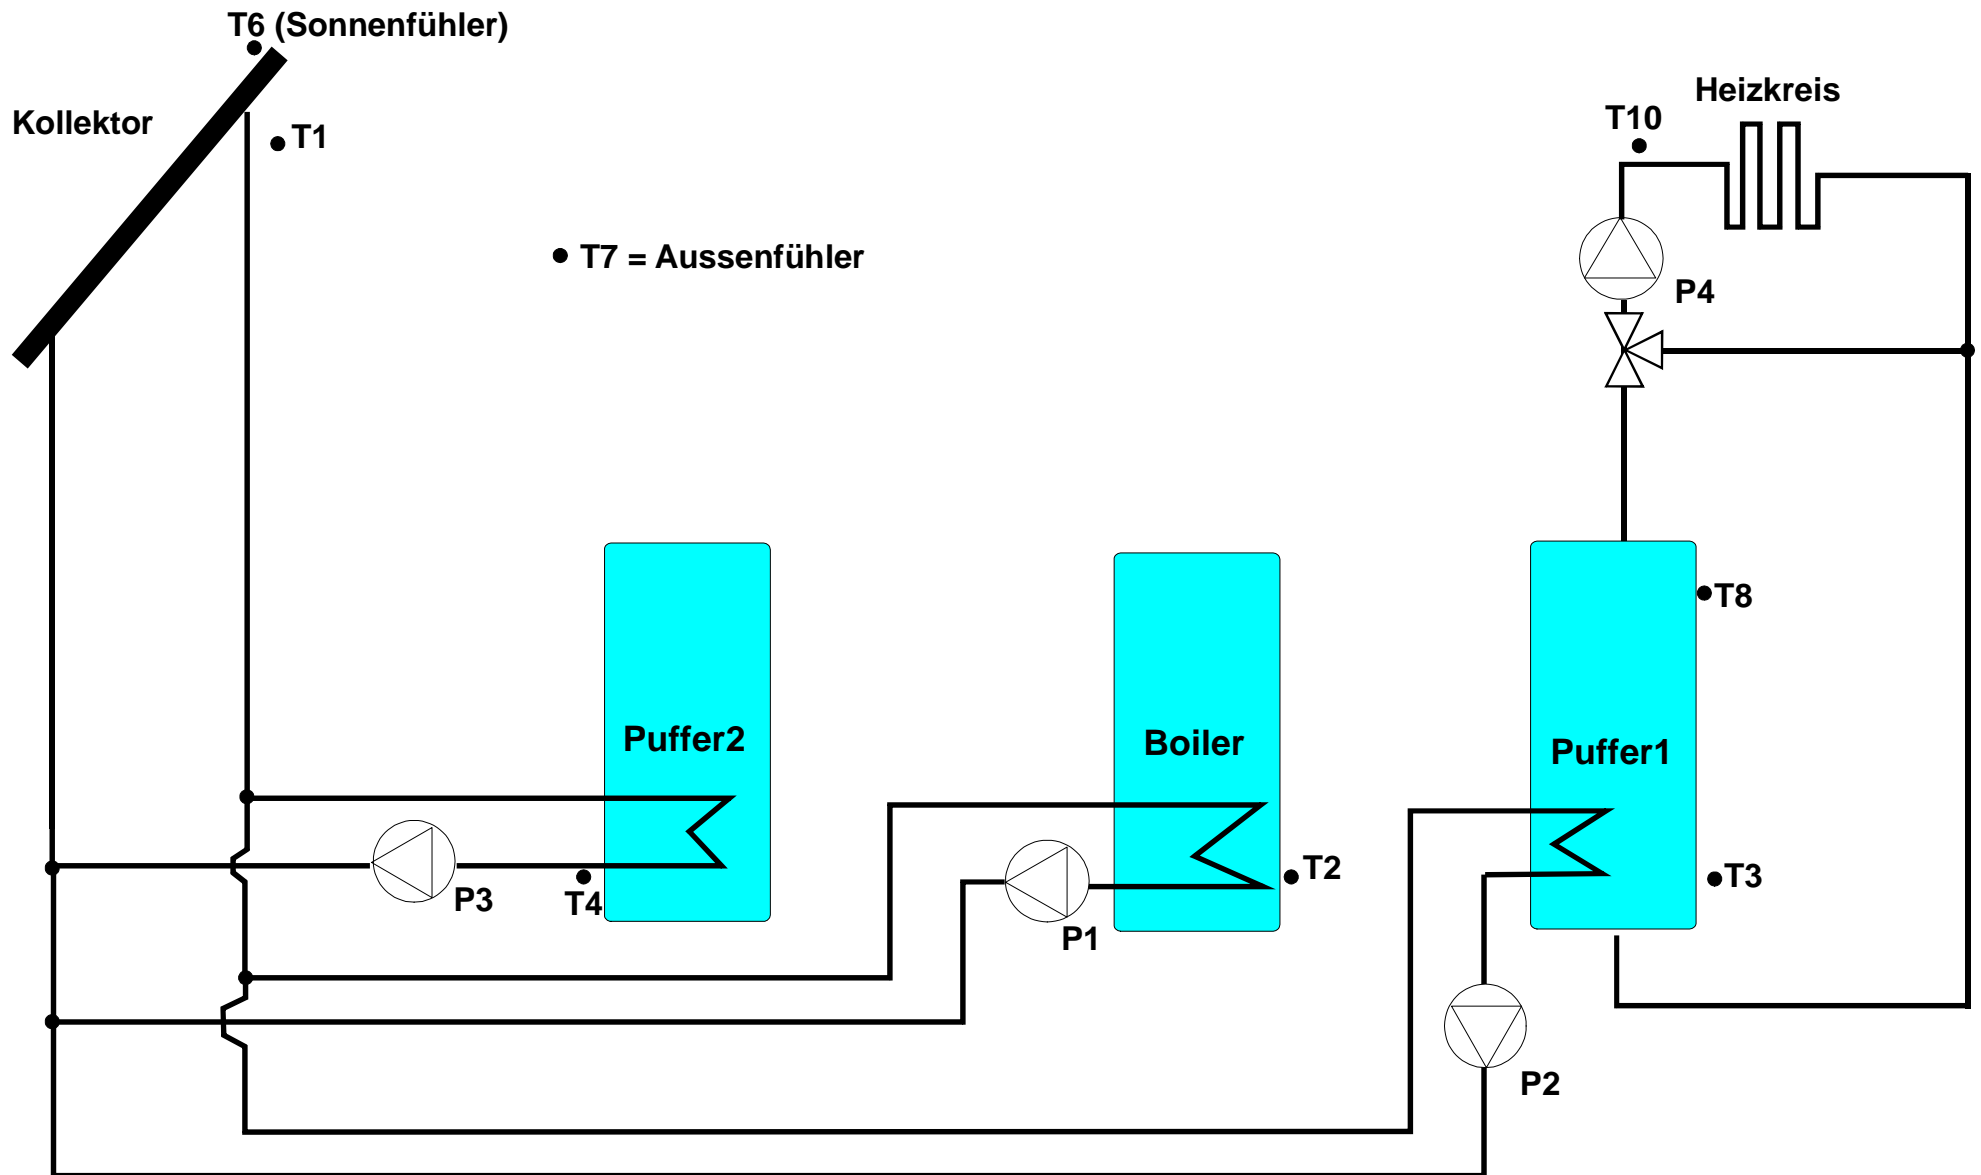 T6 (Sonnenfühler)
Kollektor
T1
Heizkreis
T10
T7 = Aussenfühler
P4
T8
Puffer2
Boiler
Puffer1
T2
T3
T4
P3
P1
P2